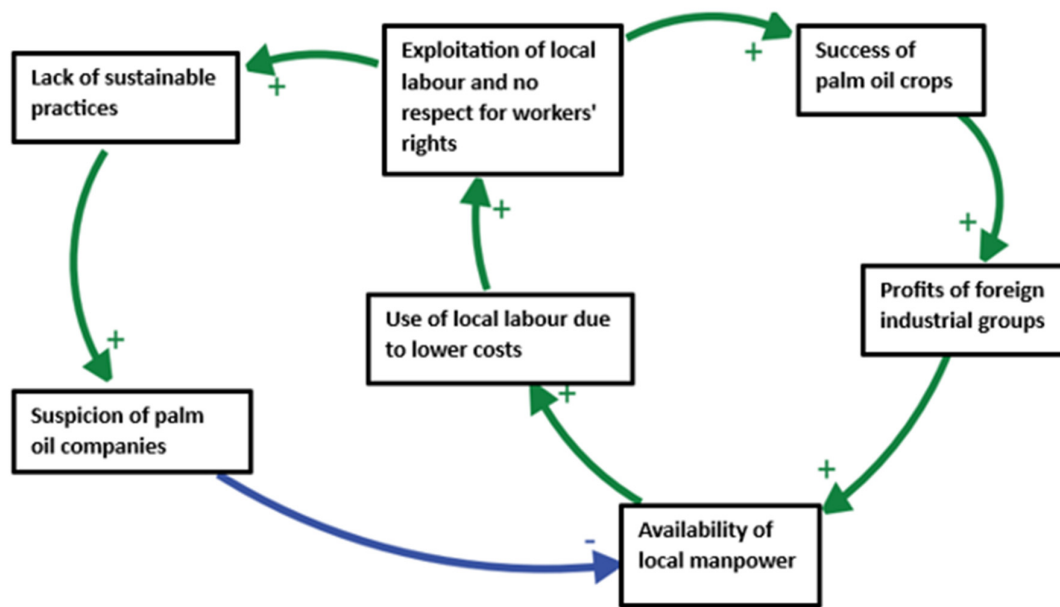 Exploitation of local
labour and no
respect for workers'
rights
Success of
palm oil crops
Lack of sustainable
practices
+
+
+
+
Profits of foreign
industrial groups
Use of local labour due
to lower costs
+
Suspicion of palm
oil companies
+
+
Availability of
local manpower
-